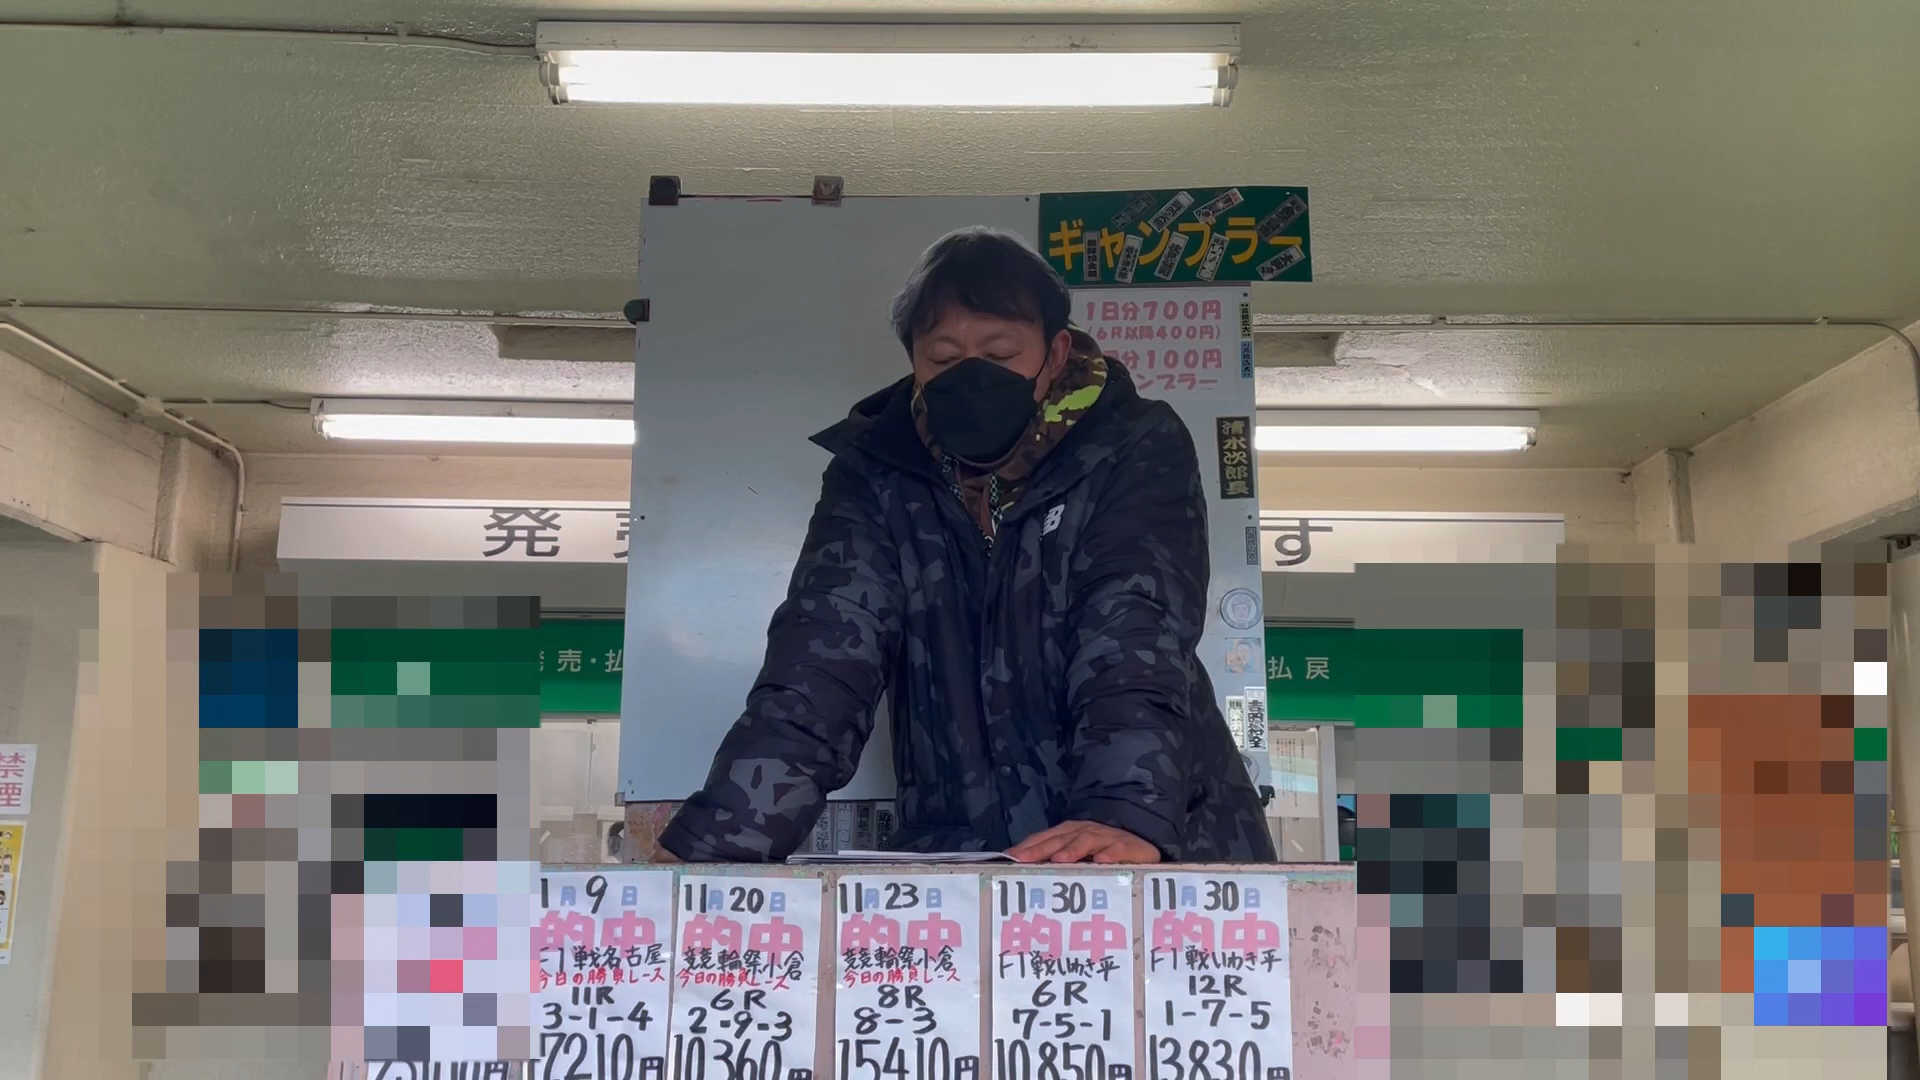 ギャンブラー
1日分700円
(6R以降400円)
分100円
ンブラー
清水次郎長
発売
す
発売・払
払戻
禁煙
1月9日
的中
F1戦名古屋
今日の勝負レース
11R
3-1-4
7210円
11月20日
的中
競輪祭小倉
今日の勝負レース
6R
2-9-3
10360円
11月23日
的中
競輪祭小倉
今日の勝負レース
8R
8-3
15410円
11月30日
的中
F1戦いわき平
6R
7-5-1
10850円
11月30日
的中
F1戦いわき平
12R
1-7-5
13830円